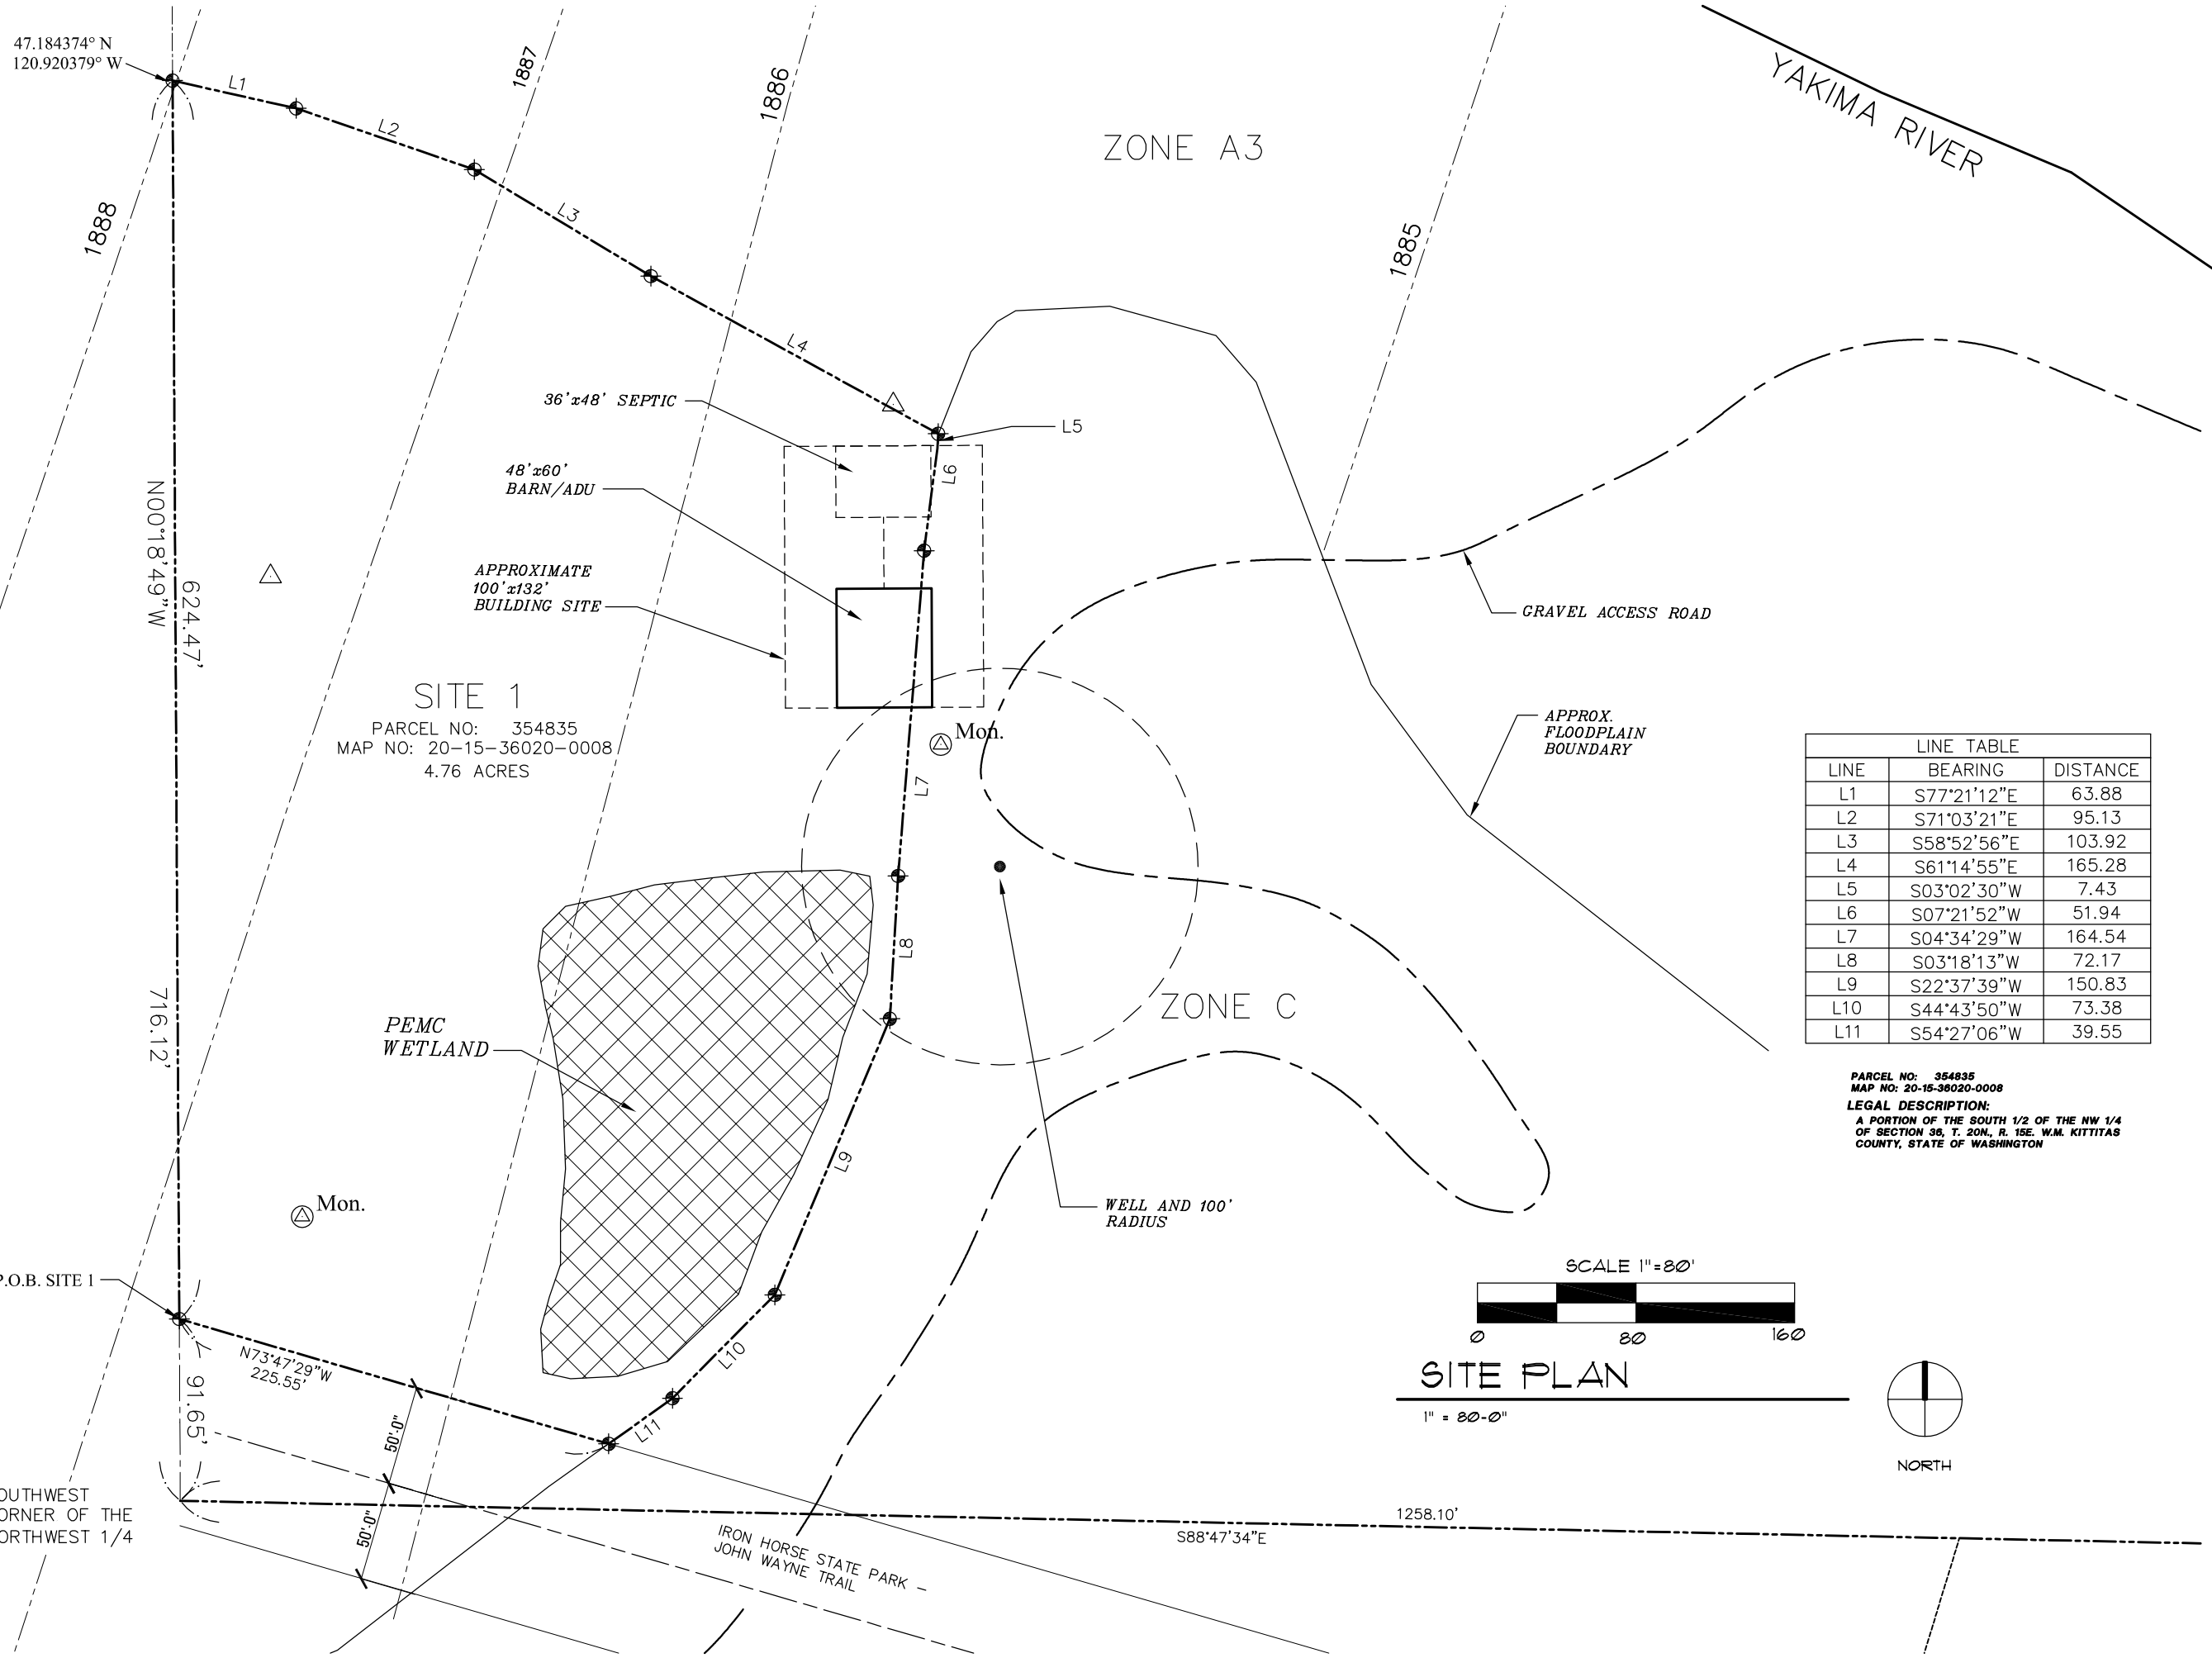 47.184374° N
120.920379° W
L1
L2
L3
L4
1888
1887
1886
1885
ZONE A3
YAKIMA RIVER
36'x48' SEPTIC
L5
L6
48'x60'
BARN/ADU
APPROXIMATE
100'x132'
BUILDING SITE
N00°18'49"W
624.47'
716.12'
SITE 1
PARCEL NO: 354835
MAP NO: 20-15-36020-0008
4.76 ACRES
Mon.
L7
L8
L9
L10
L11
GRAVEL ACCESS ROAD
APPROX.
FLOODPLAIN
BOUNDARY
ZONE C
PEMC
WETLAND
WELL AND 100'
RADIUS
Mon.
P.O.B. SITE 1
N73°47'29"W
225.55'
91.65'
50'-0"
50'-0"
OUTHWEST
ORNER OF THE
ORTHWEST 1/4
IRON HORSE STATE PARK -
JOHN WAYNE TRAIL
S88°47'34"E
1258.10'
LINE TABLE
LINE BEARING DISTANCE
L1 S77°21'12"E 63.88
L2 S71°03'21"E 95.13
L3 S58°52'56"E 103.92
L4 S61°14'55"E 165.28
L5 S03°02'30"W 7.43
L6 S07°21'52"W 51.94
L7 S04°34'29"W 164.54
L8 S03°18'13"W 72.17
L9 S22°37'39"W 150.83
L10 S44°43'50"W 73.38
L11 S54°27'06"W 39.55
PARCEL NO: 354835
MAP NO: 20-15-36020-0008
LEGAL DESCRIPTION:
A PORTION OF THE SOUTH 1/2 OF THE NW 1/4
OF SECTION 36, T. 20N., R. 15E. W.M. KITTITAS
COUNTY, STATE OF WASHINGTON
SCALE 1"=80'
0 80 160
SITE PLAN
1" = 80-0"
NORTH